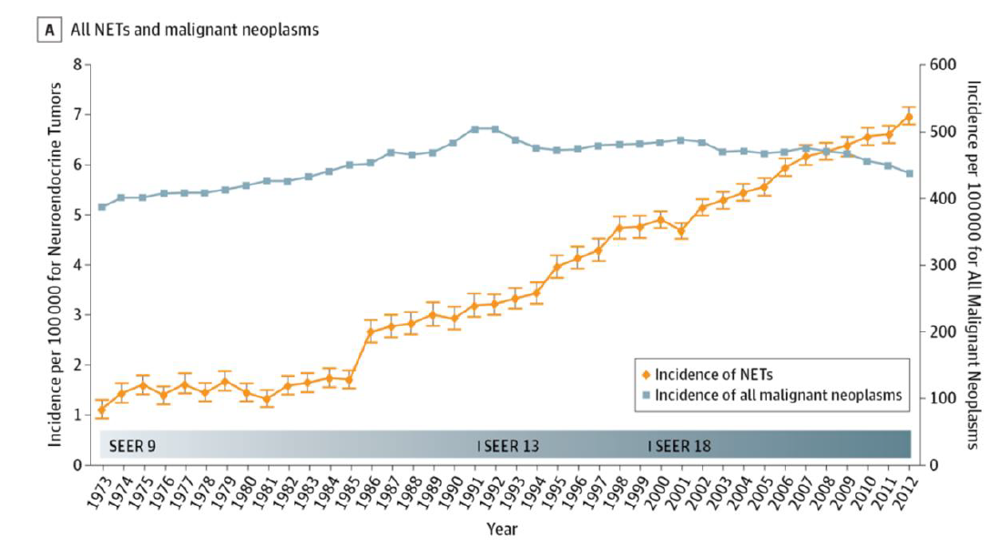 A All NETs and malignant neoplasms
Incidence per 100 000 for Neuroendocrine Tumors
8
7
6
5
4
3
2
1
0
600
500
400
300
200
100
0
Incidence per 100 000 for All Malignant Neoplasms
Incidence of NETs
Incidence of all malignant neoplasms
SEER 9 SEER 13 SEER 18
1973 1974 1975 1976 1977 1978 1979 1980 1981 1982 1983 1984 1985 1986 1987 1988 1989 1990 1991 1992 1993 1994 1995 1996 1997 1998 1999 2000 2001 2002 2003 2004 2005 2006 2007 2008 2009 2010 2011 2012
Year